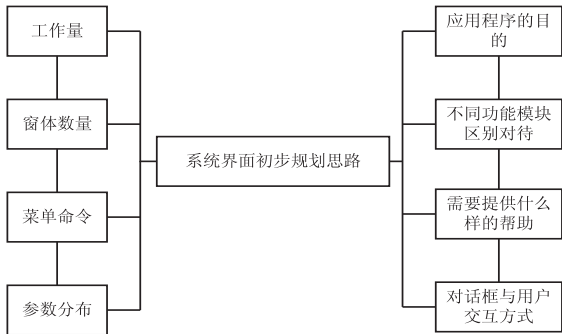 工作量
窗体数量
菜单命令
参数分布
系统界面初步规划思路
应用程序的目
的
不同功能模块
区别对待
需要提供什么
样的帮助
对话框与用户
交互方式